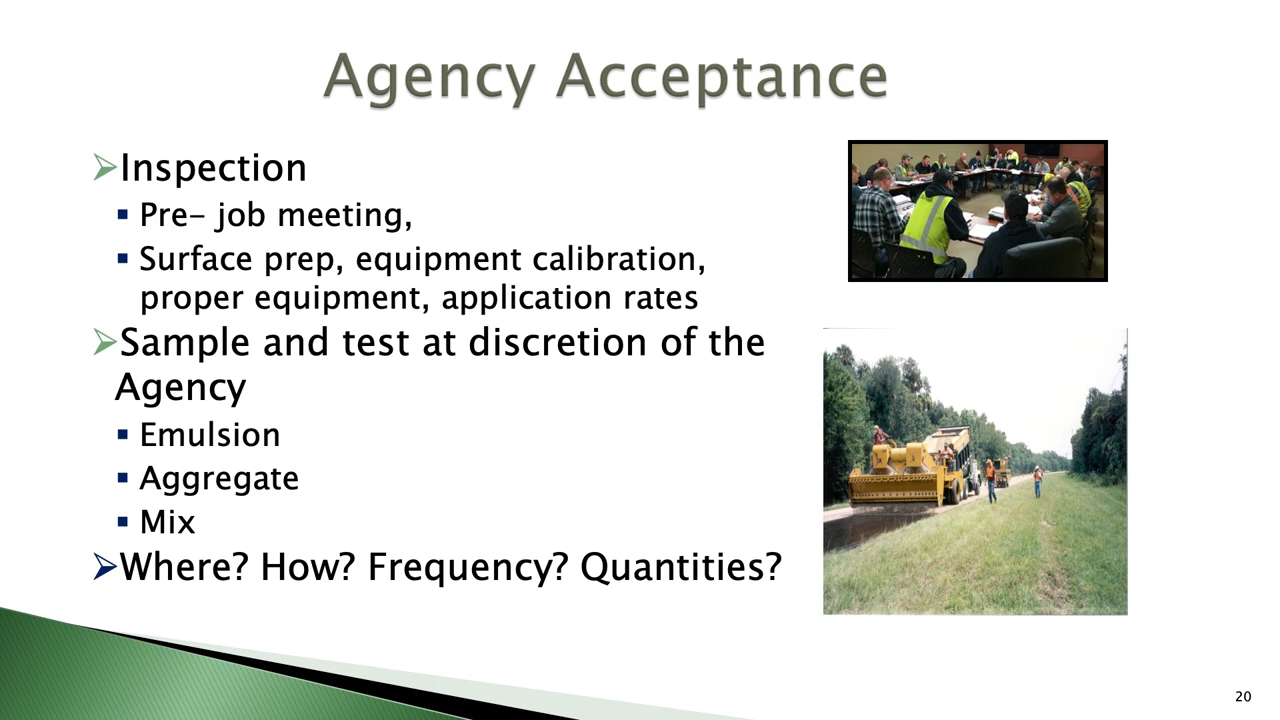 Agency Acceptance
Inspection
Pre- job meeting,
Surface prep, equipment calibration,
proper equipment, application rates
Sample and test at discretion of the
Agency
Emulsion
Aggregate
Mix
Where? How? Frequency? Quantities?
20